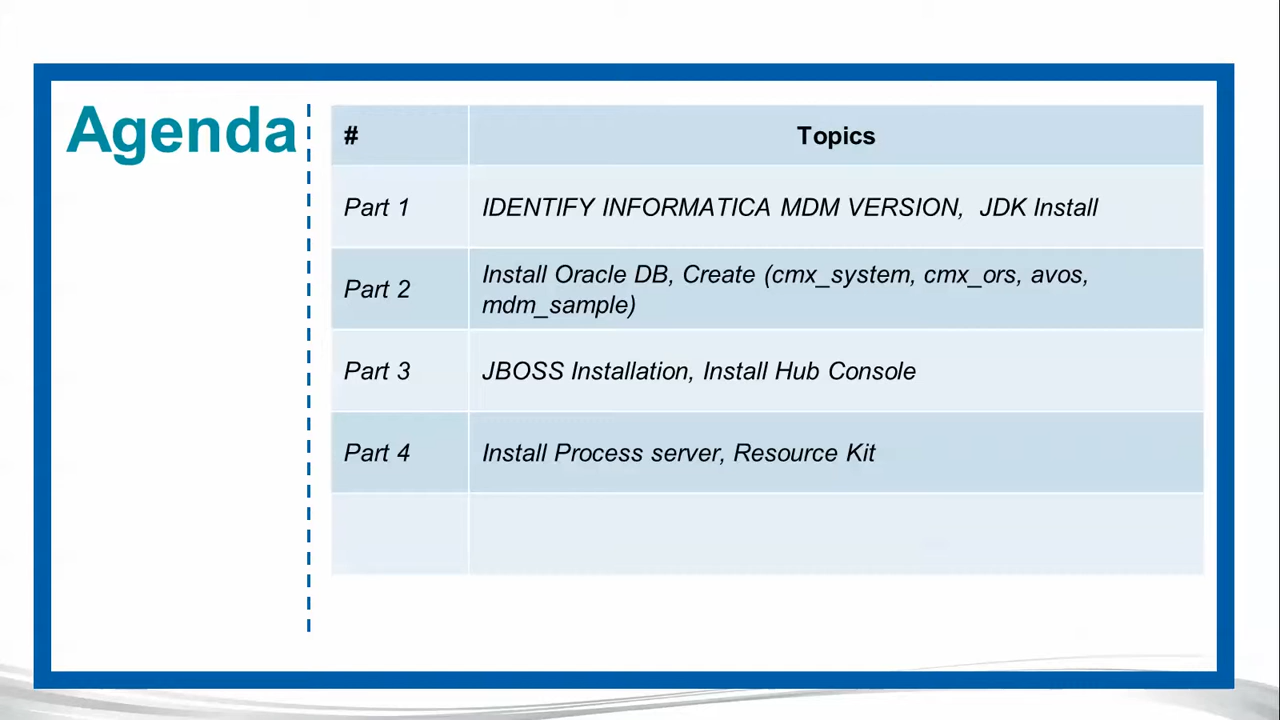 Agenda
# Topics
Part 1 IDENTIFY INFORMATICA MDM VERSION, JDK Install
Part 2 Install Oracle DB, Create (cmx_system, cmx_ors, avos,
mdm_sample)
Part 3 JBOSS Installation, Install Hub Console
Part 4 Install Process server, Resource Kit